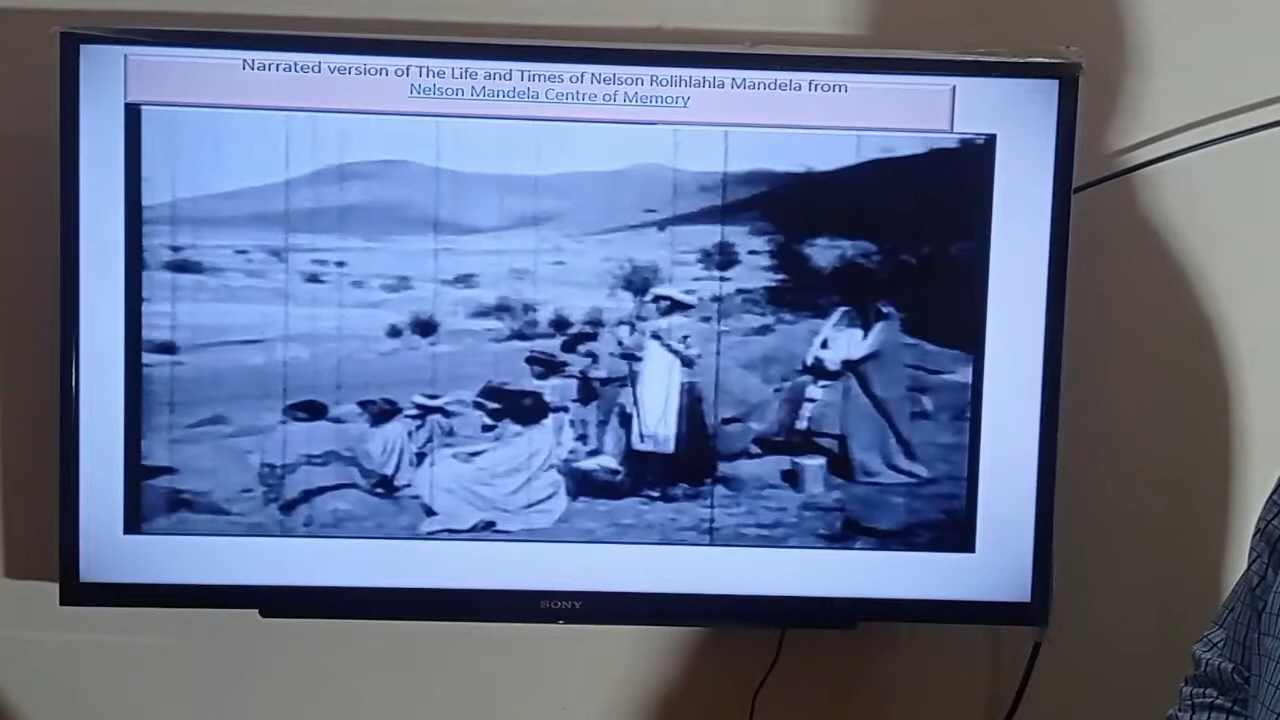 Narrated version of The Life and Times of Nelson Rolihlahla Mandela from
Nelson Mandela Centre of Memory
SONY